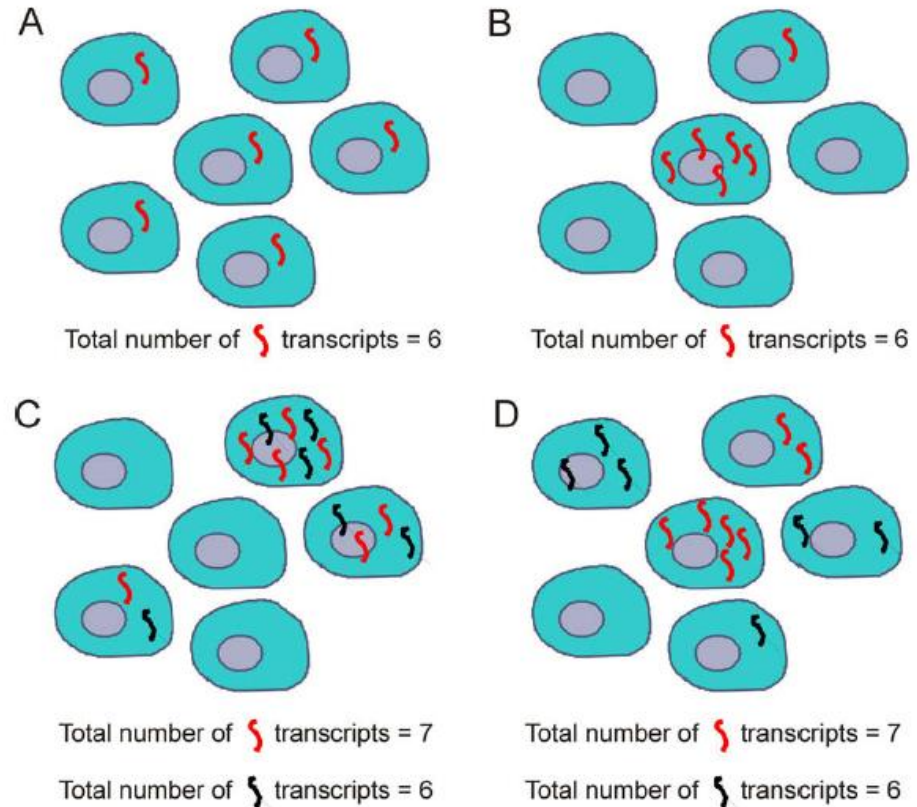 A
B
Total number of transcripts = 6
Total number of transcripts = 6
C
D
Total number of transcripts = 7
Total number of transcripts = 6
Total number of transcripts = 7
Total number of transcripts = 6